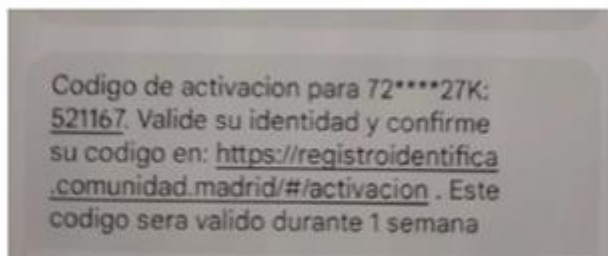 Codigo de activacion para 72****27K:
521167. Valide su identidad y confirme
su codigo en: https://registroidentifica
.comunidad.madrid/#/activacion . Este
codigo sera valido durante 1 semana